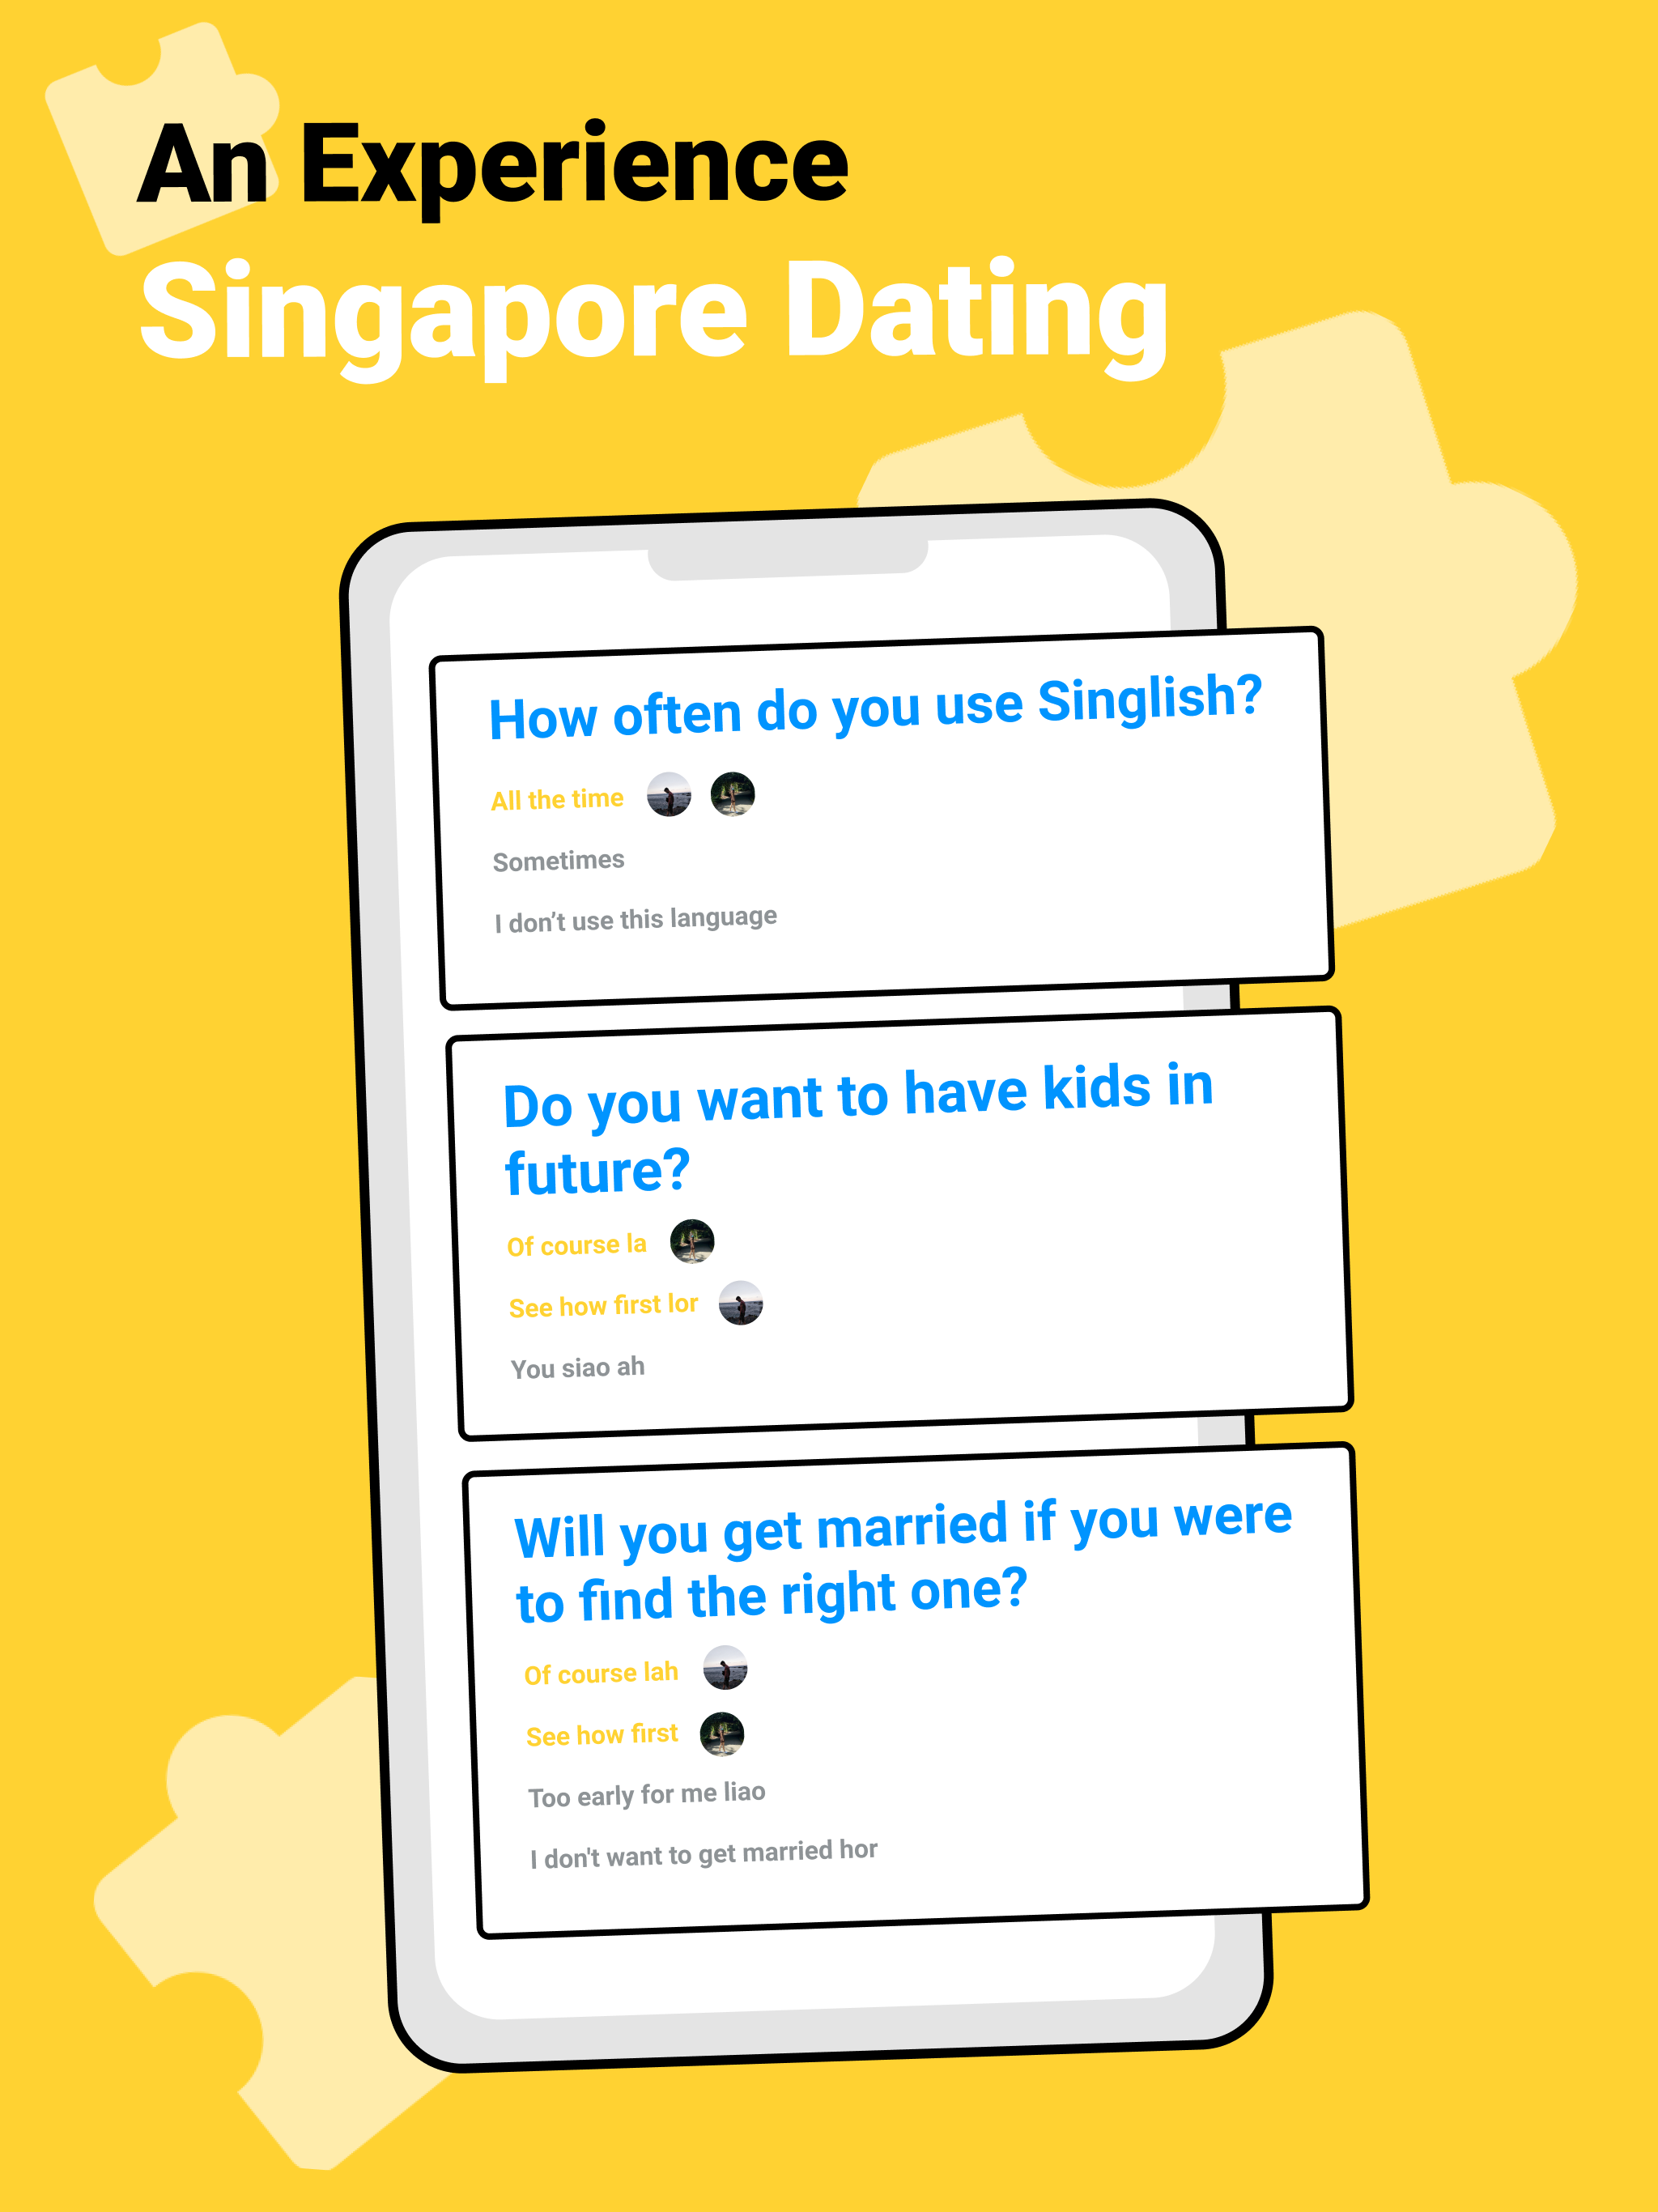 An Experience
Singapore Dating
How often do you use Singlish?
All the time
Sometimes
I don’t use this language
Do you want to have kids in
future?
Of course la
See how first lor
You siao ah
Will you get married if you were
to find the right one?
Of course lah
See how first
Too early for me liao
I don't want to get married hor